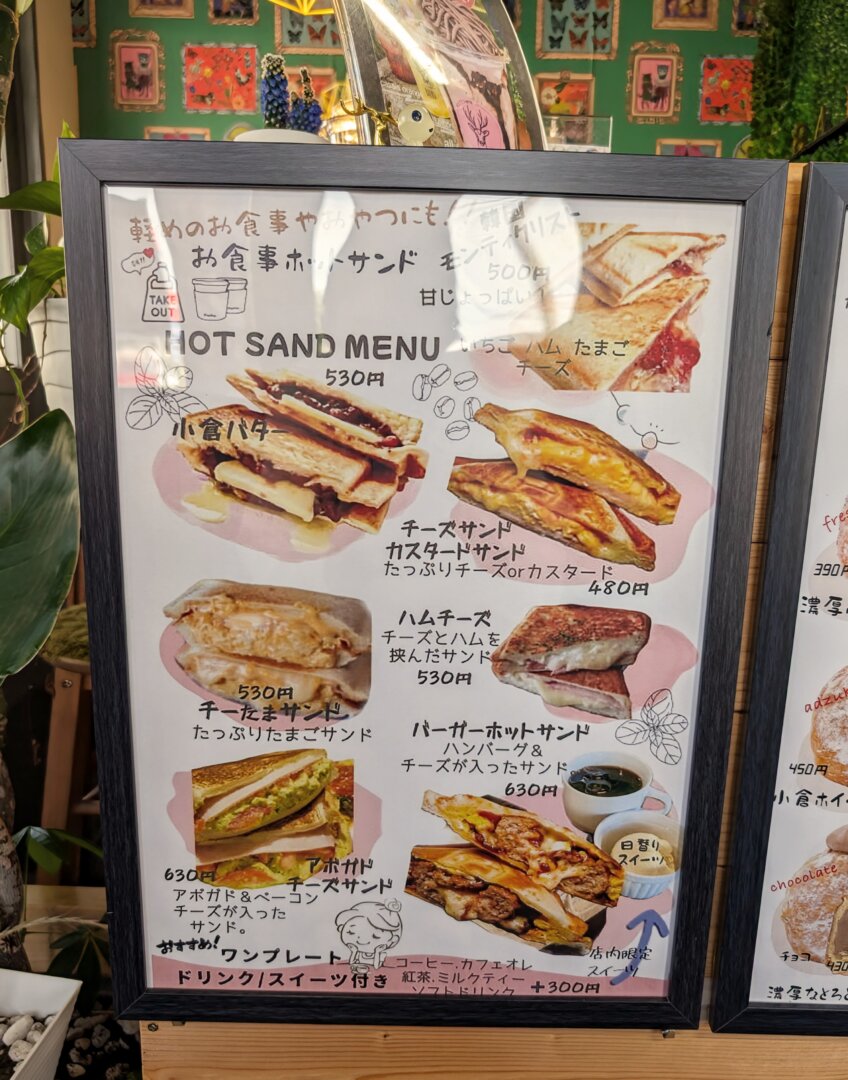 軽めのお食事やおやつにも!
お食事ホットサンド
TAKE
OUT
HOT SAND MENU
韓国
モンティクリスト
500円
甘じょっぱい
いちご ハム たまご
チーズ
530円
小倉バター
チーズサンド
カスタードサンド
たっぷりチーズorカスタード
480円
530円
チーたまサンド
たっぷりたまごサンド
ハムチーズ
チーズとハムを
挟んだサンド
530円
バーガーホットサンド
ハンバーグ&
チーズが入ったサンド
630円
630円
アボガド
チーズサンド
アボガド&ベーコン
チーズが入った
サンド。
日替り
スイーツ
店内限定
スイーツ
おすすめ!
ワンプレート
ドリンク/スイーツ付き
コーヒー.カフェオレ
紅茶.ミルクティー
ソフトドリンク
+300円
fre
390円
濃厚
adzuk
450円
小倉ホイ
chocolate
チョコ
430
濃厚なとろと